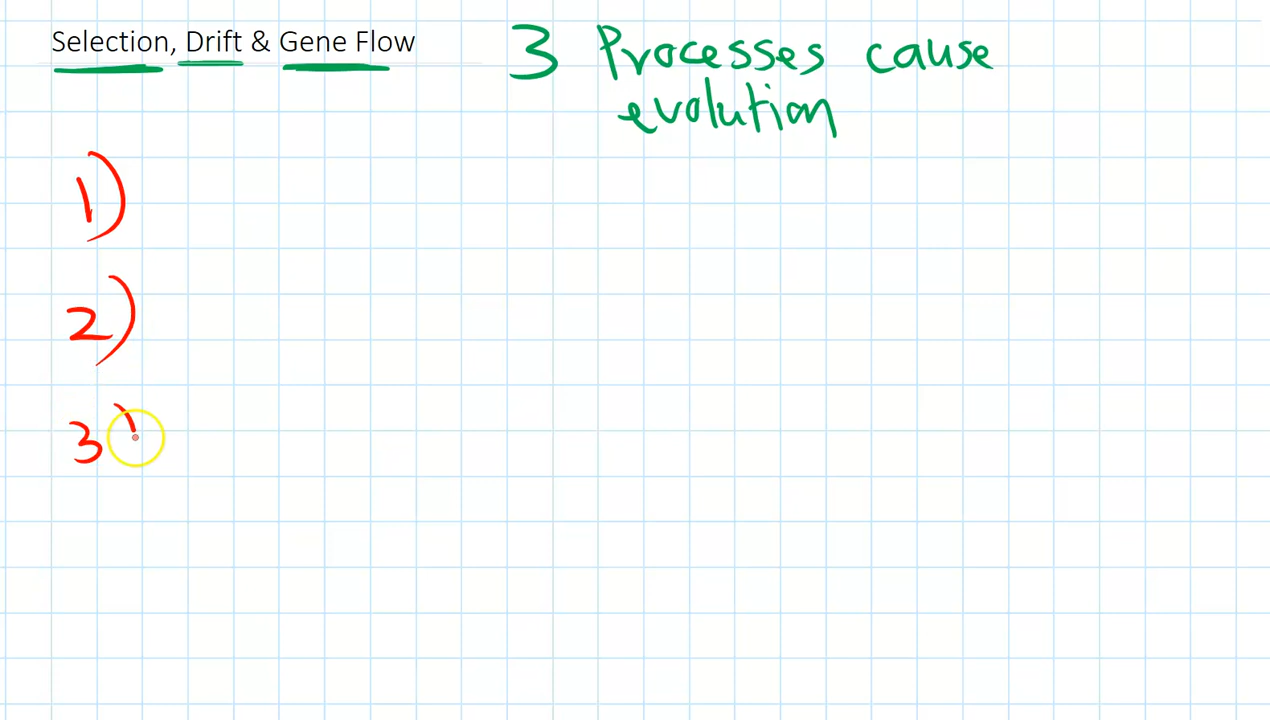 Selection, Drift & Gene Flow
3 Processes cause
evolution
1)
2)
3)